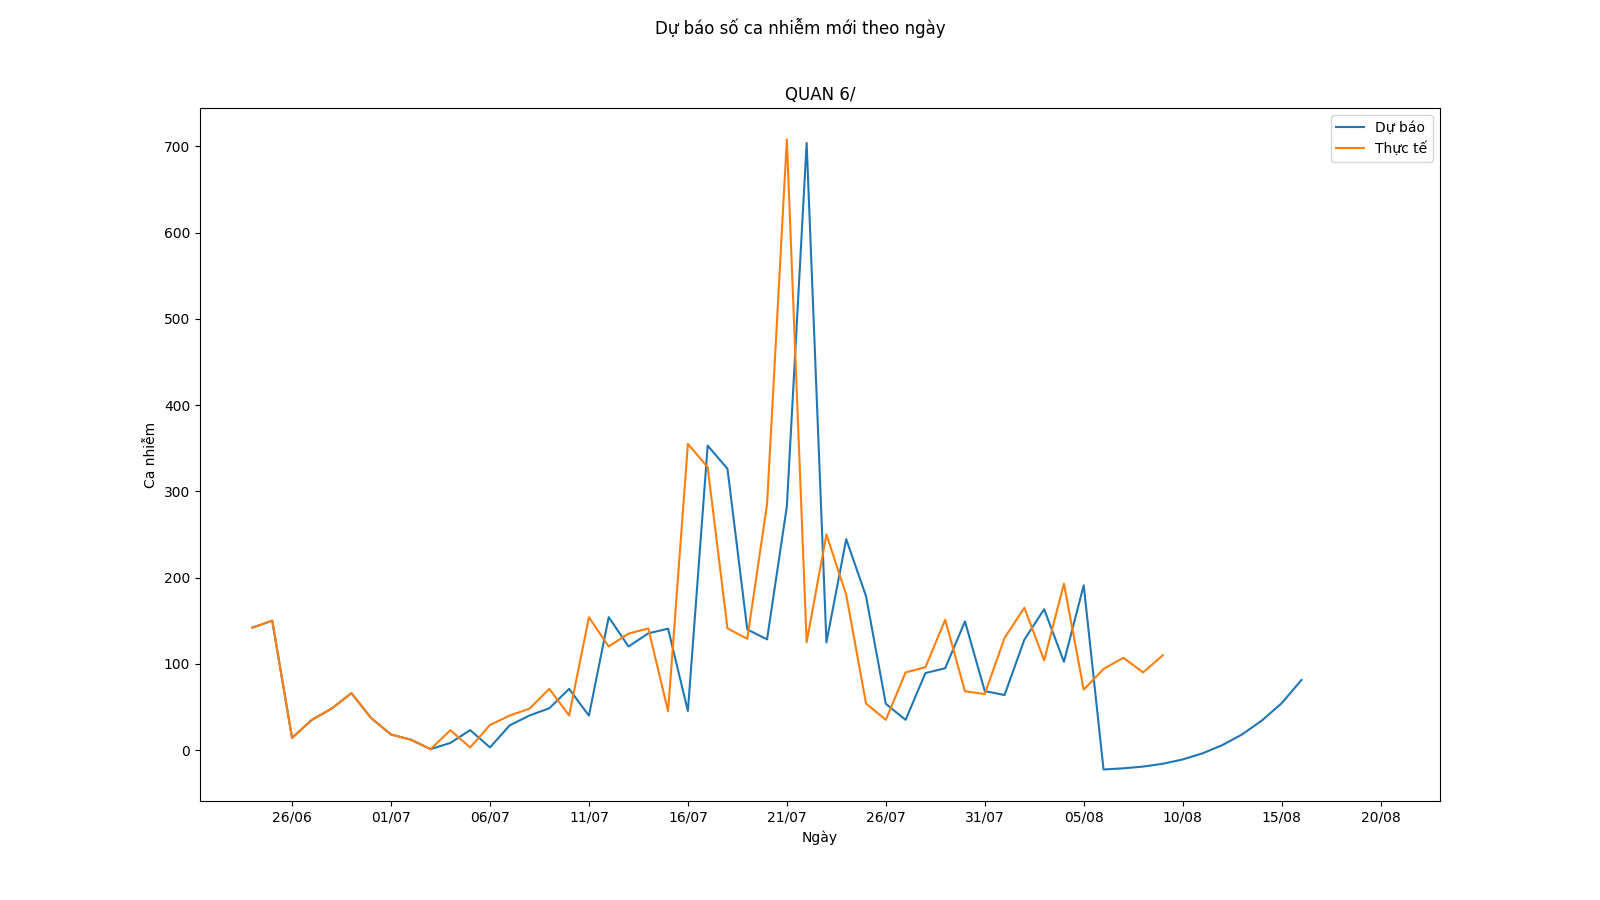 Dự báo số ca nhiễm mới theo ngày
QUAN 6/
Dự báo
Thực tế
700
600
500
400
300
200
100
0
Ca nhiễm
26/06 01/07 06/07 11/07 16/07 21/07 26/07 31/07 05/08 10/08 15/08 20/08
Ngày